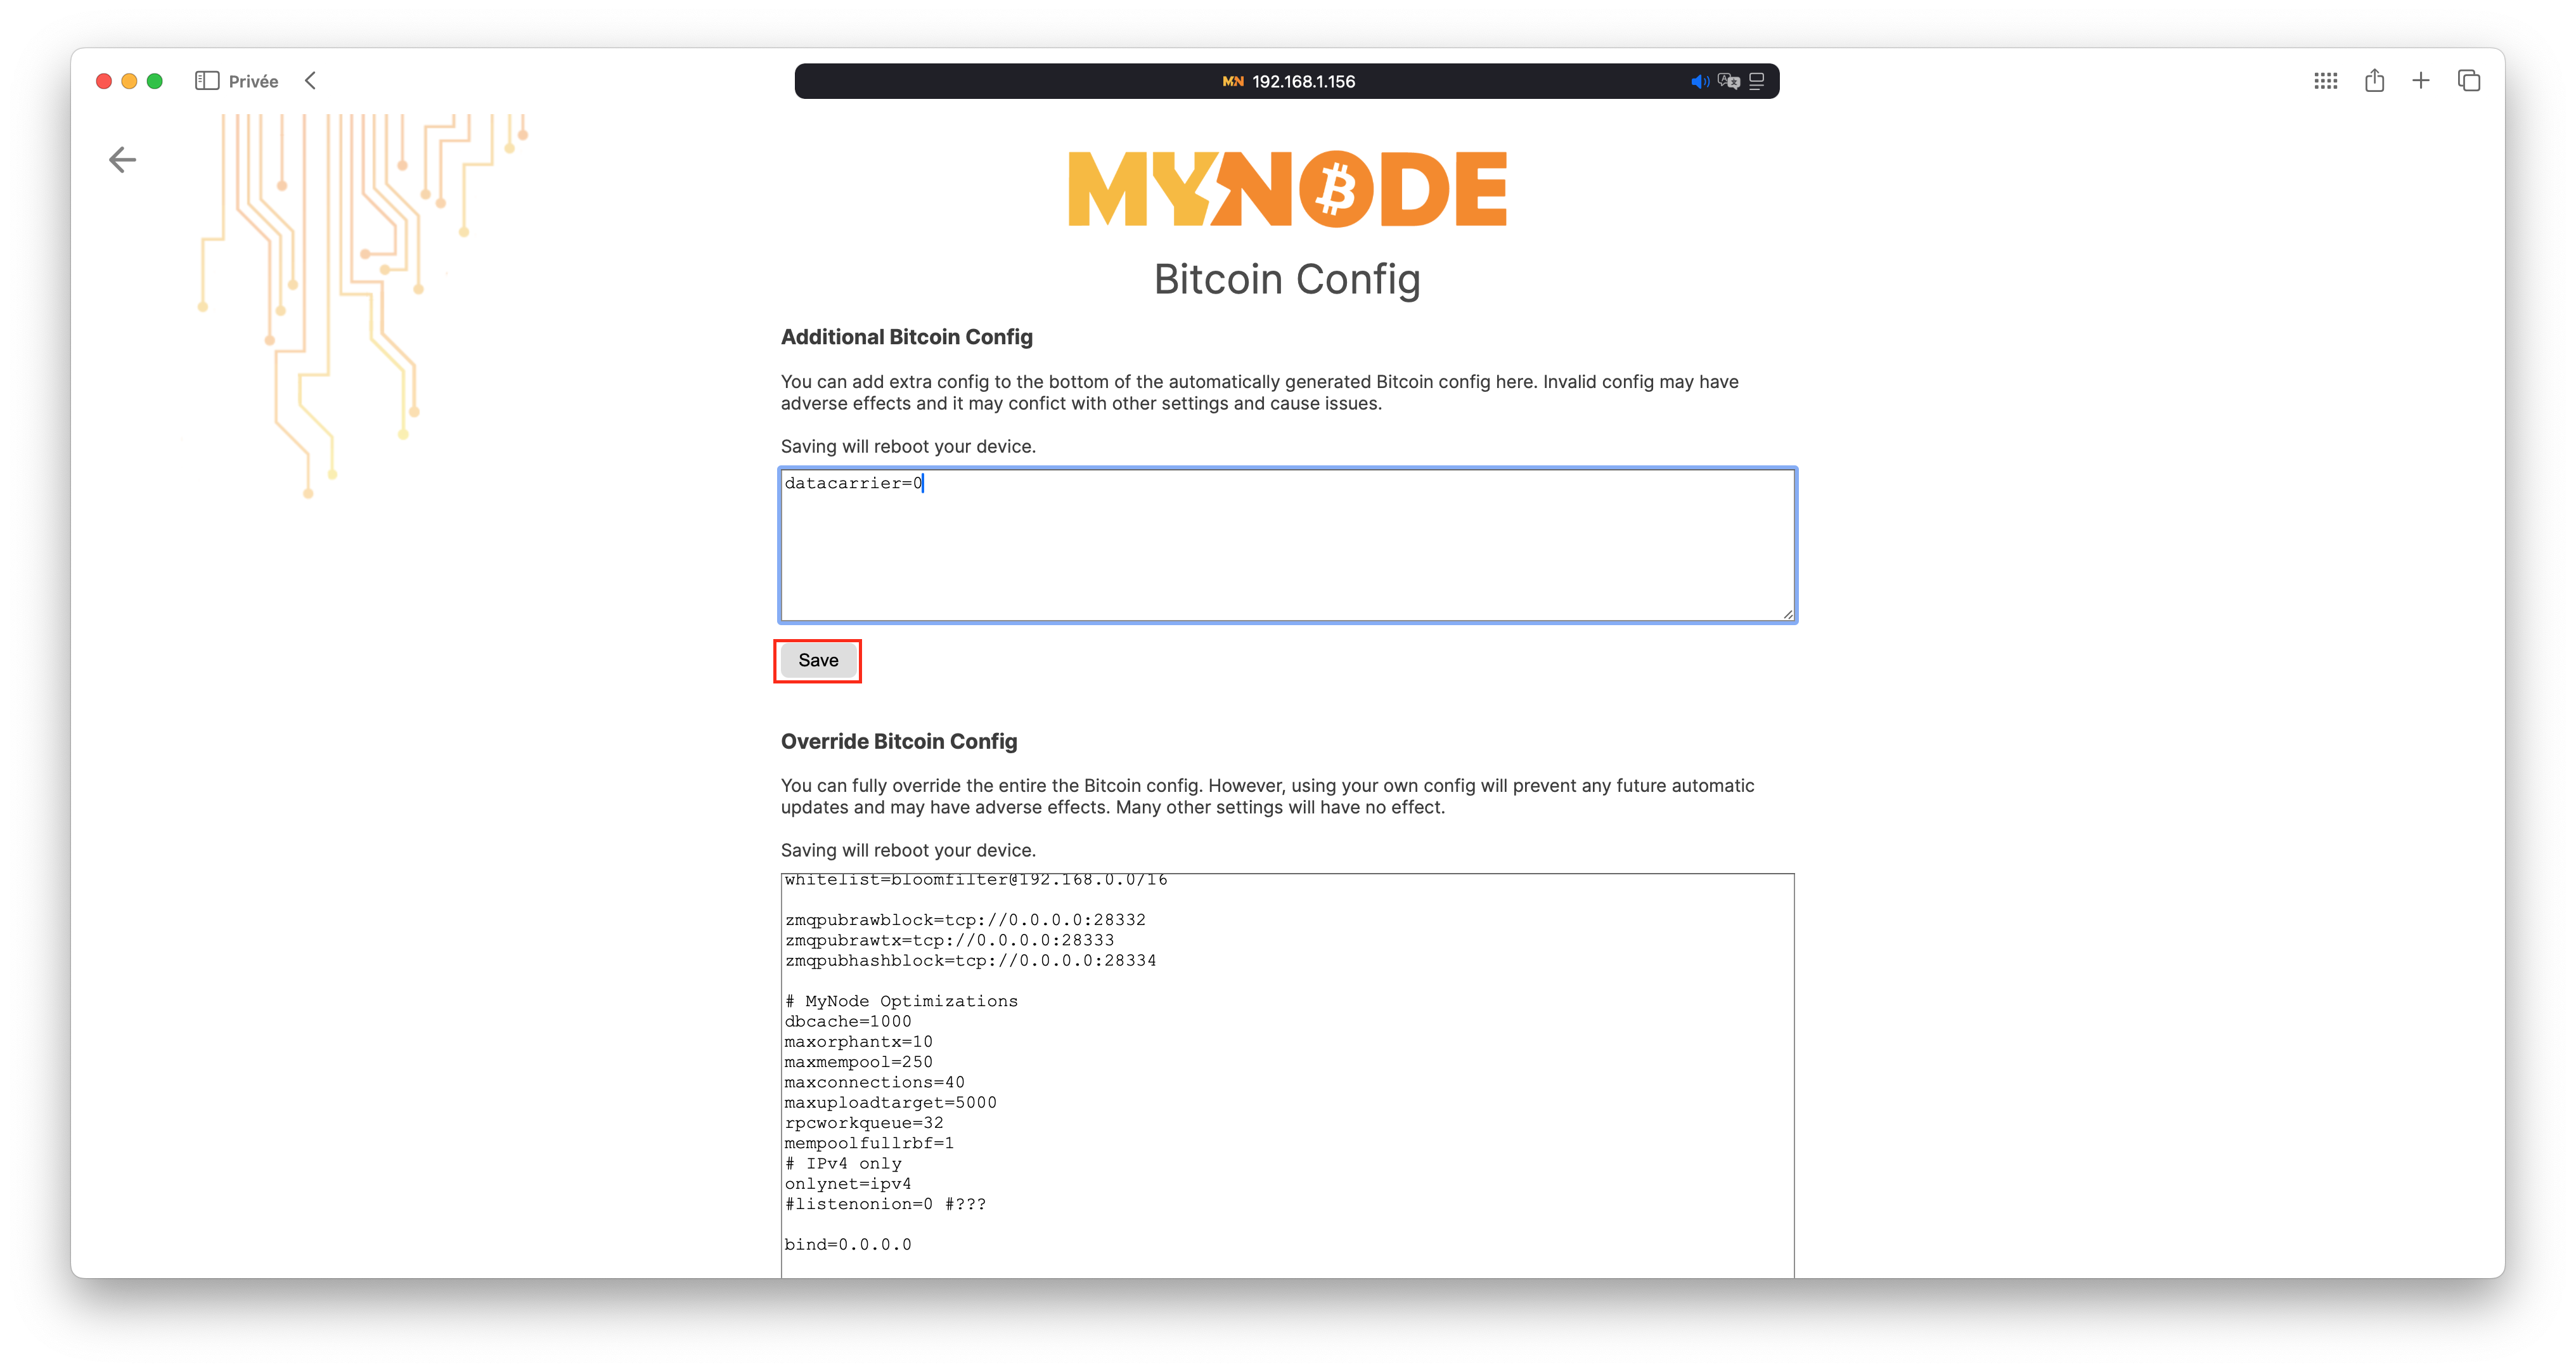 Privée
MN 192.168.1.156
MYNODE
Bitcoin Config
Additional Bitcoin Config
You can add extra config to the bottom of the automatically generated Bitcoin config here. Invalid config may have
adverse effects and it may confict with other settings and cause issues.
Saving will reboot your device.
datacarrier=0
Save
Override Bitcoin Config
You can fully override the entire the Bitcoin config. However, using your own config will prevent any future automatic
updates and may have adverse effects. Many other settings will have no effect.
Saving will reboot your device.
whitelist=bloomfilter@192.168.0.0/16
zmqpubrawblock=tcp://0.0.0.0:28332
zmqpubrawtx=tcp://0.0.0.0:28333
zmqpubhashblock=tcp://0.0.0.0:28334
# MyNode Optimizations
dbcache=1000
maxorphantx=10
maxmempool=250
maxconnections=40
maxuploadtarget=5000
rpcworkqueue=32
mempoolfullrbf=1
# IPv4 only
onlynet=ipv4
#listenonion=0 #???
bind=0.0.0.0